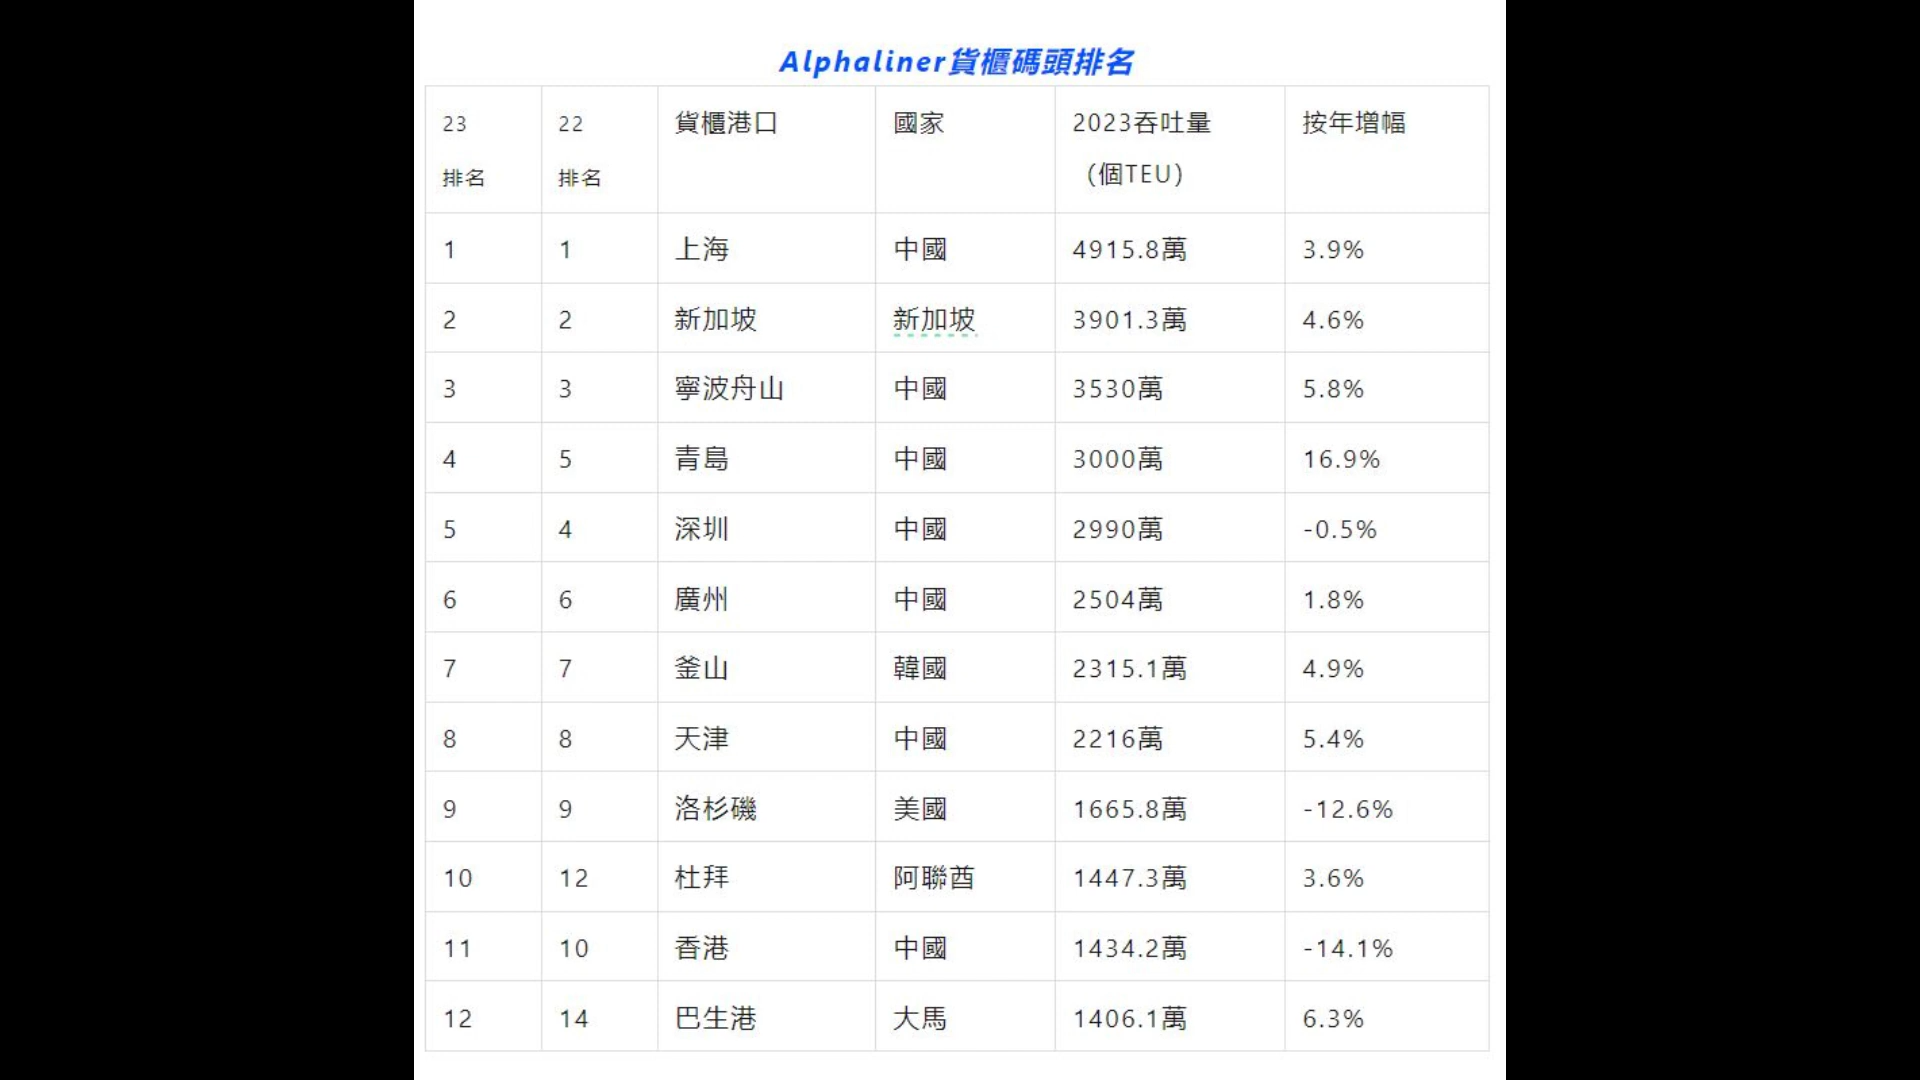 Alphaliner貨櫃碼頭排名
23 排名 22 排名 貨櫃港口 國家 2023吞吐量 (個TEU) 按年增幅
1 1 上海 中國 4915.8萬 3.9%
2 2 新加坡 新加坡 3901.3萬 4.6%
3 3 寧波舟山 中國 3530萬 5.8%
4 5 青島 中國 3000萬 16.9%
5 4 深圳 中國 2990萬 -0.5%
6 6 廣州 中國 2504萬 1.8%
7 7 釜山 韓國 2315.1萬 4.9%
8 8 天津 中國 2216萬 5.4%
9 9 洛杉磯 美國 1665.8萬 -12.6%
10 12 杜拜 阿聯酋 1447.3萬 3.6%
11 10 香港 中國 1434.2萬 -14.1%
12 14 巴生港 大馬 1406.1萬 6.3%